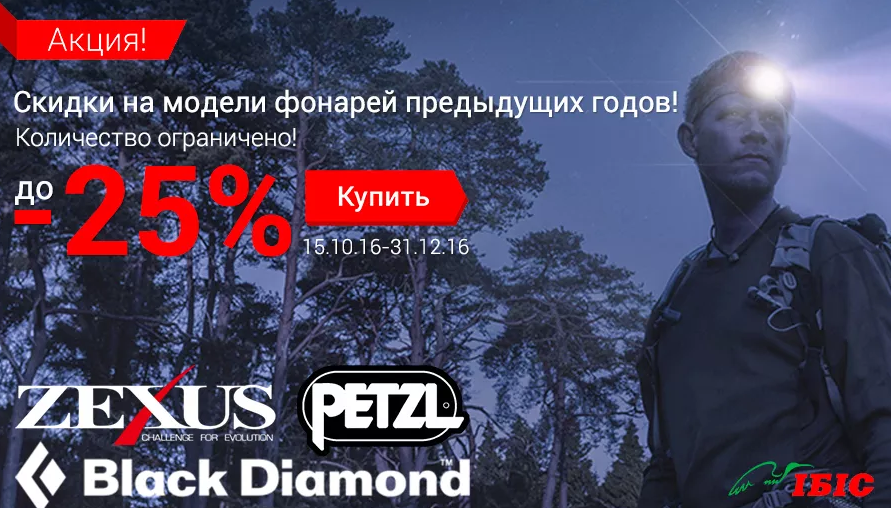 Акция!
Скидки на модели фонарей предыдущих годов!
Количество ограничено!
до
-25%
Купить
15.10.16-31.12.16
ZEXUS
CHALLENGE FOR EVOLUTION
PETZL
Black Diamond™
ІБІС